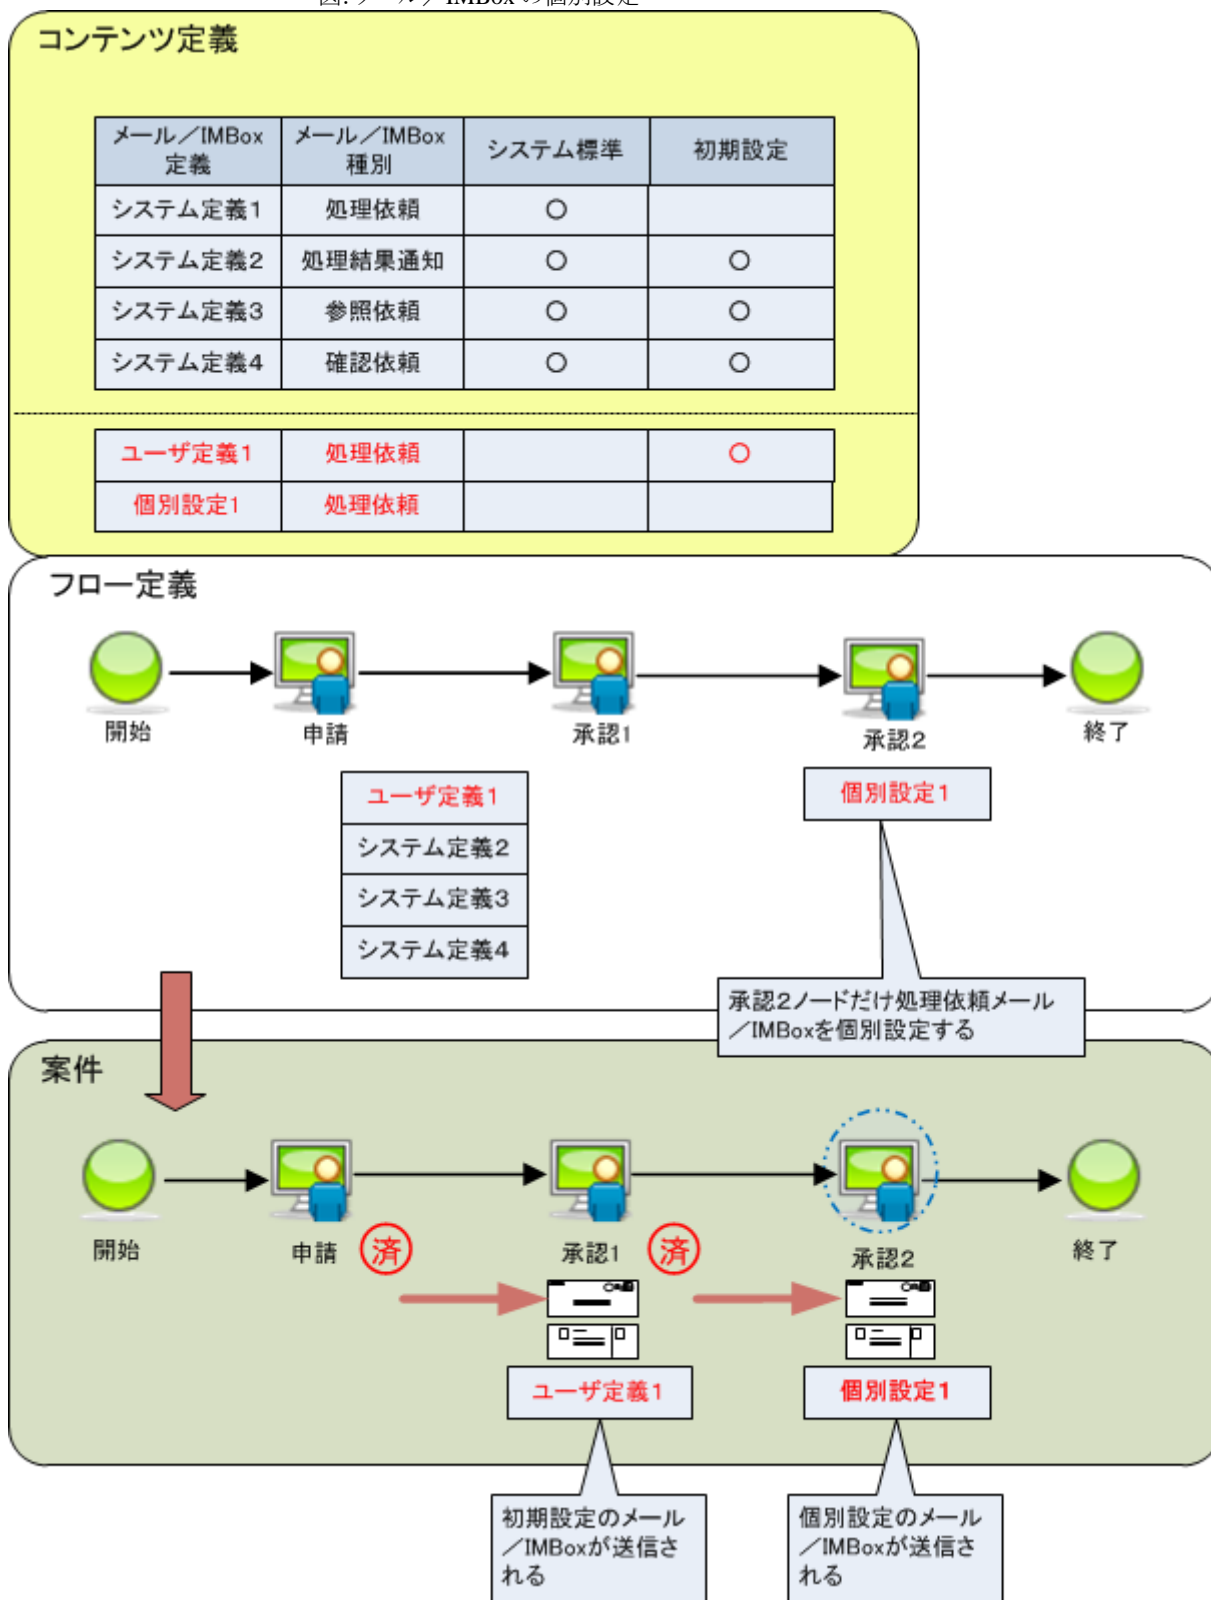 図: メール／IMBox の個別設定
コンテンツ定義
メール／IMBox
定義
メール／IMBox
種別
システム標準
初期設定
システム定義1
処理依頼
○
システム定義2
処理結果通知
○
○
システム定義3
参照依頼
○
○
システム定義4
確認依頼
○
○
ユーザ定義1
処理依頼
○
個別設定1
処理依頼
フロー定義
開始
申請
承認1
承認2
終了
ユーザ定義1
システム定義2
システム定義3
システム定義4
個別設定1
承認2ノードだけ処理依頼メール
／IMBoxを個別設定する
案件
開始
申請
済
承認1
済
承認2
終了
ユーザ定義1
個別設定1
初期設定のメール
／IMBoxが送信さ
れる
個別設定のメール
／IMBoxが送信さ
れる